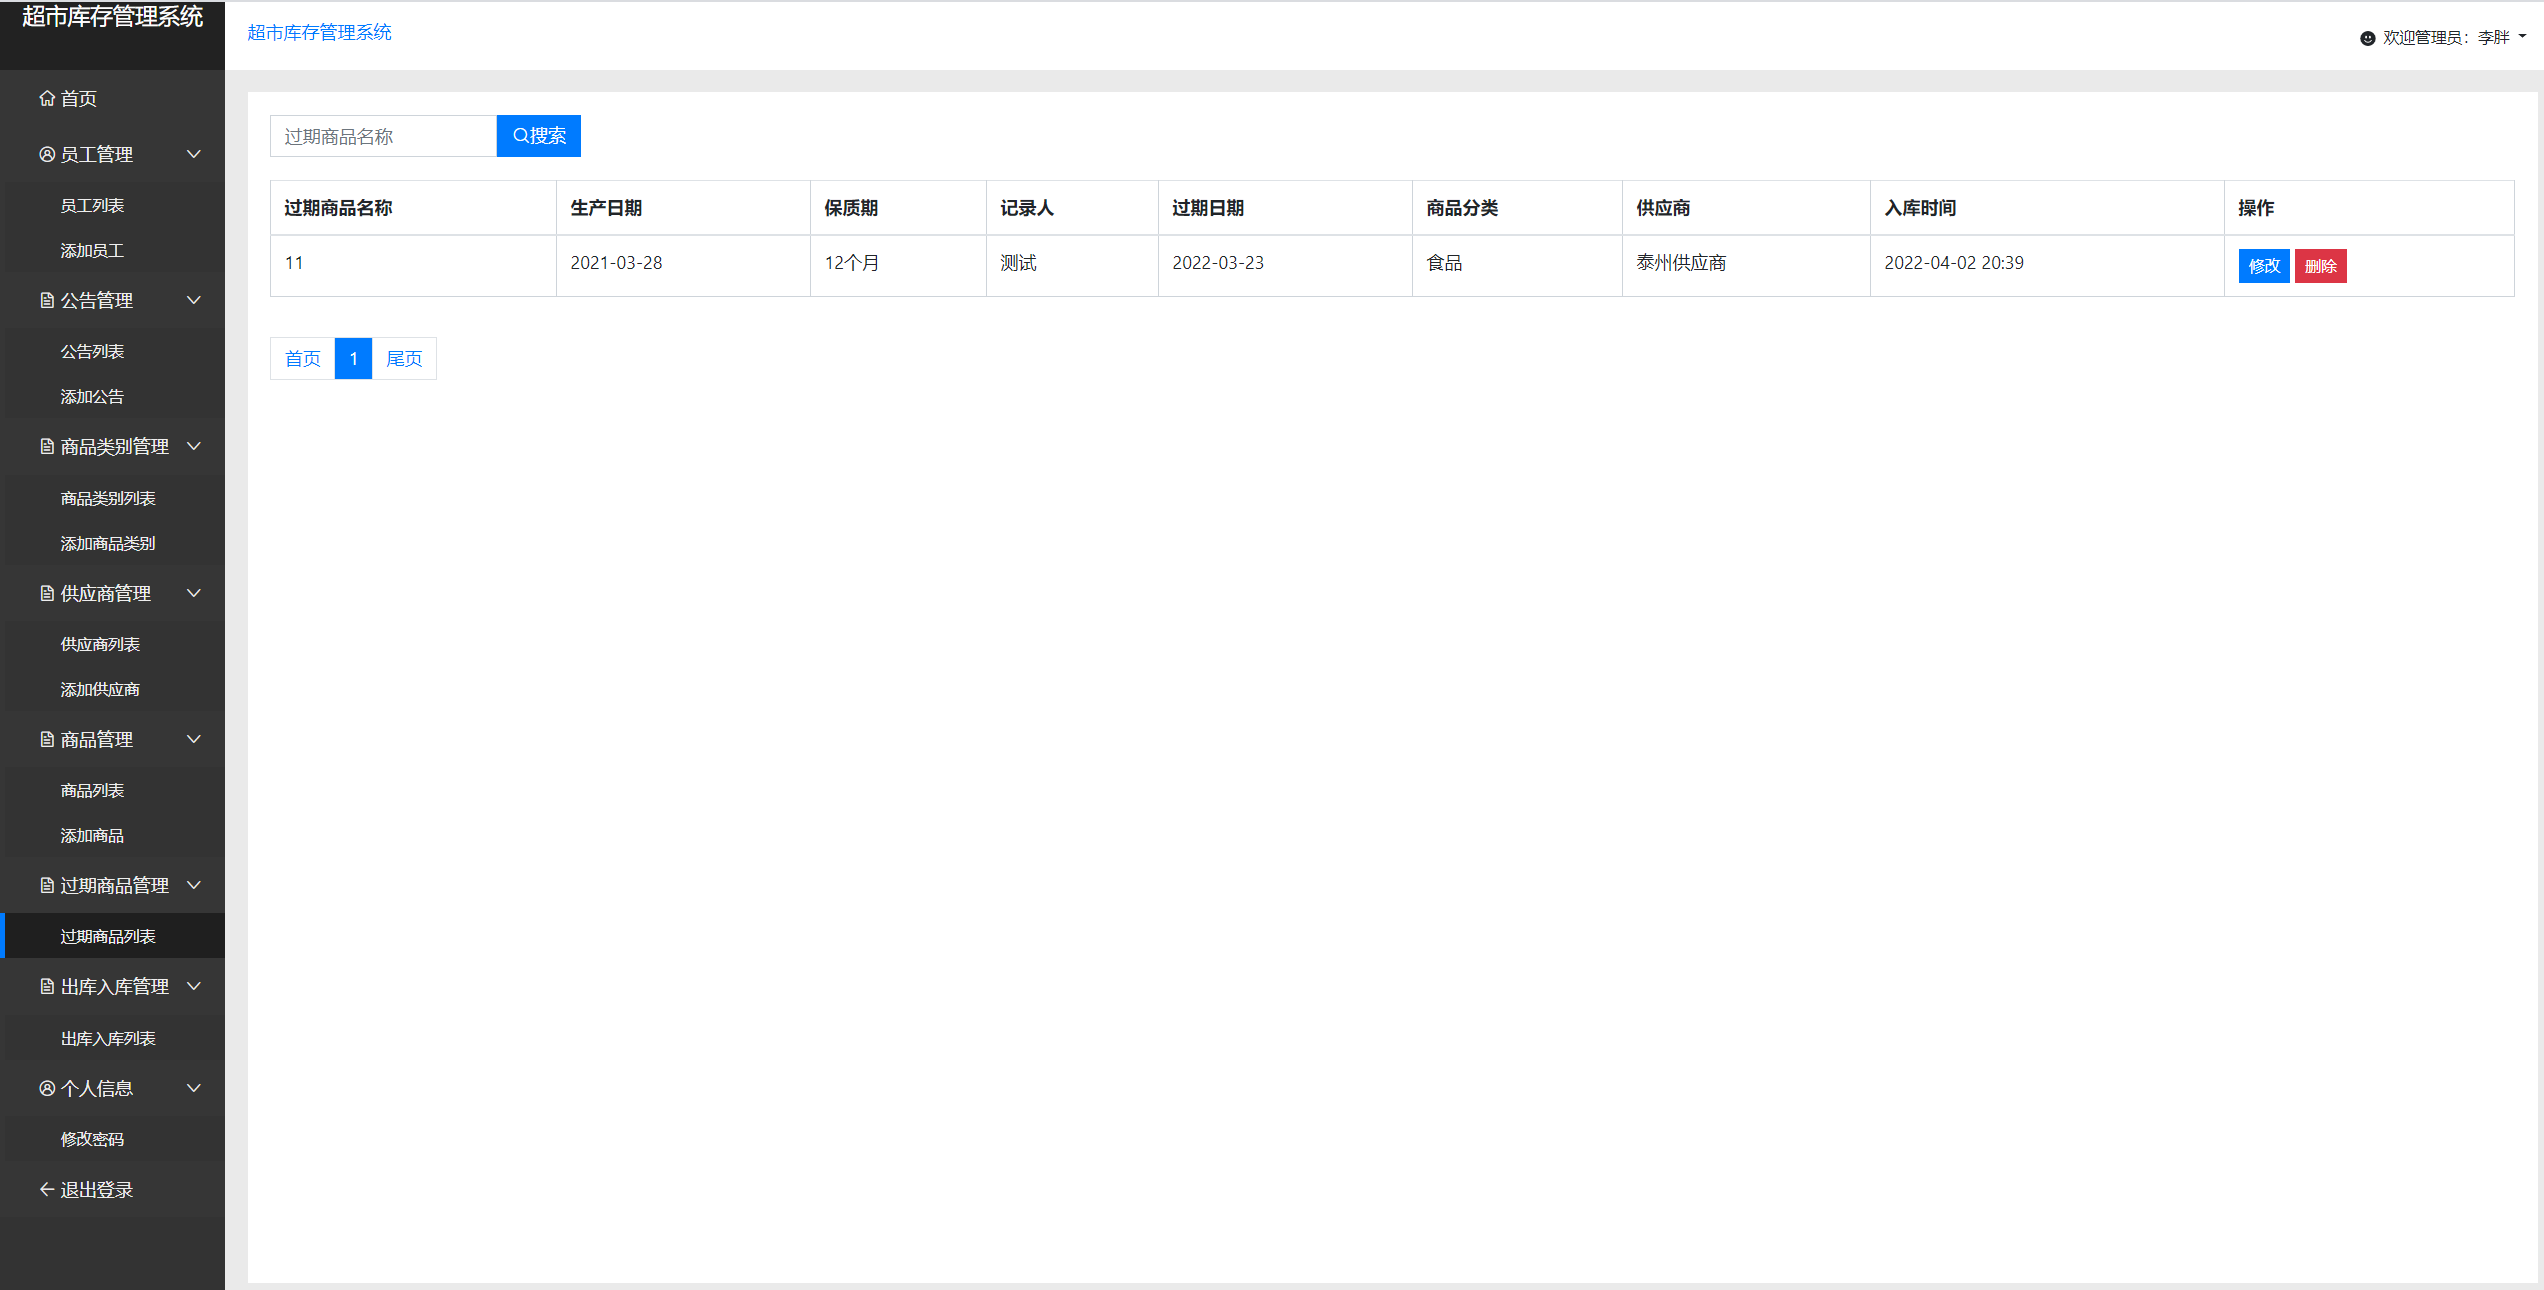 超市库存管理系统
首页
员工管理
员工列表
添加员工
公告管理
公告列表
添加公告
商品类别管理
商品类别列表
添加商品类别
供应商管理
供应商列表
添加供应商
商品管理
商品列表
添加商品
过期商品管理
过期商品列表
出库入库管理
出库入库列表
个人信息
修改密码
退出登录
超市库存管理系统
欢迎管理员：李胖
过期商品名称 搜索
过期商品名称 生产日期 保质期 记录人 过期日期 商品分类 供应商 入库时间 操作
11 2021-03-28 12个月 测试 2022-03-23 食品 泰州供应商 2022-04-02 20:39 修改 删除
首页 1 尾页